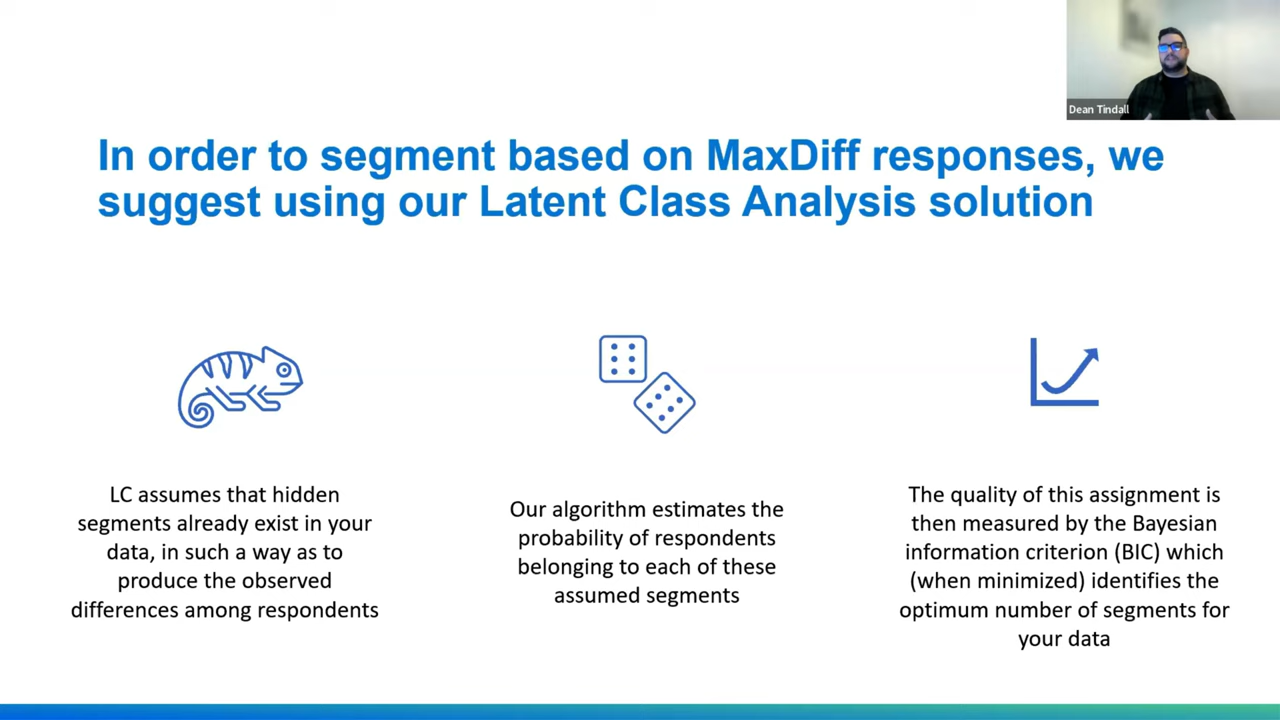 Dean Tindall
In order to segment based on MaxDiff responses, we
suggest using our Latent Class Analysis solution
LC assumes that hidden
segments already exist in your
data, in such a way as to
produce the observed
differences among respondents
Our algorithm estimates the
probability of respondents
belonging to each of these
assumed segments
The quality of this assignment is
then measured by the Bayesian
information criterion (BIC) which
(when minimized) identifies the
optimum number of segments for
your data